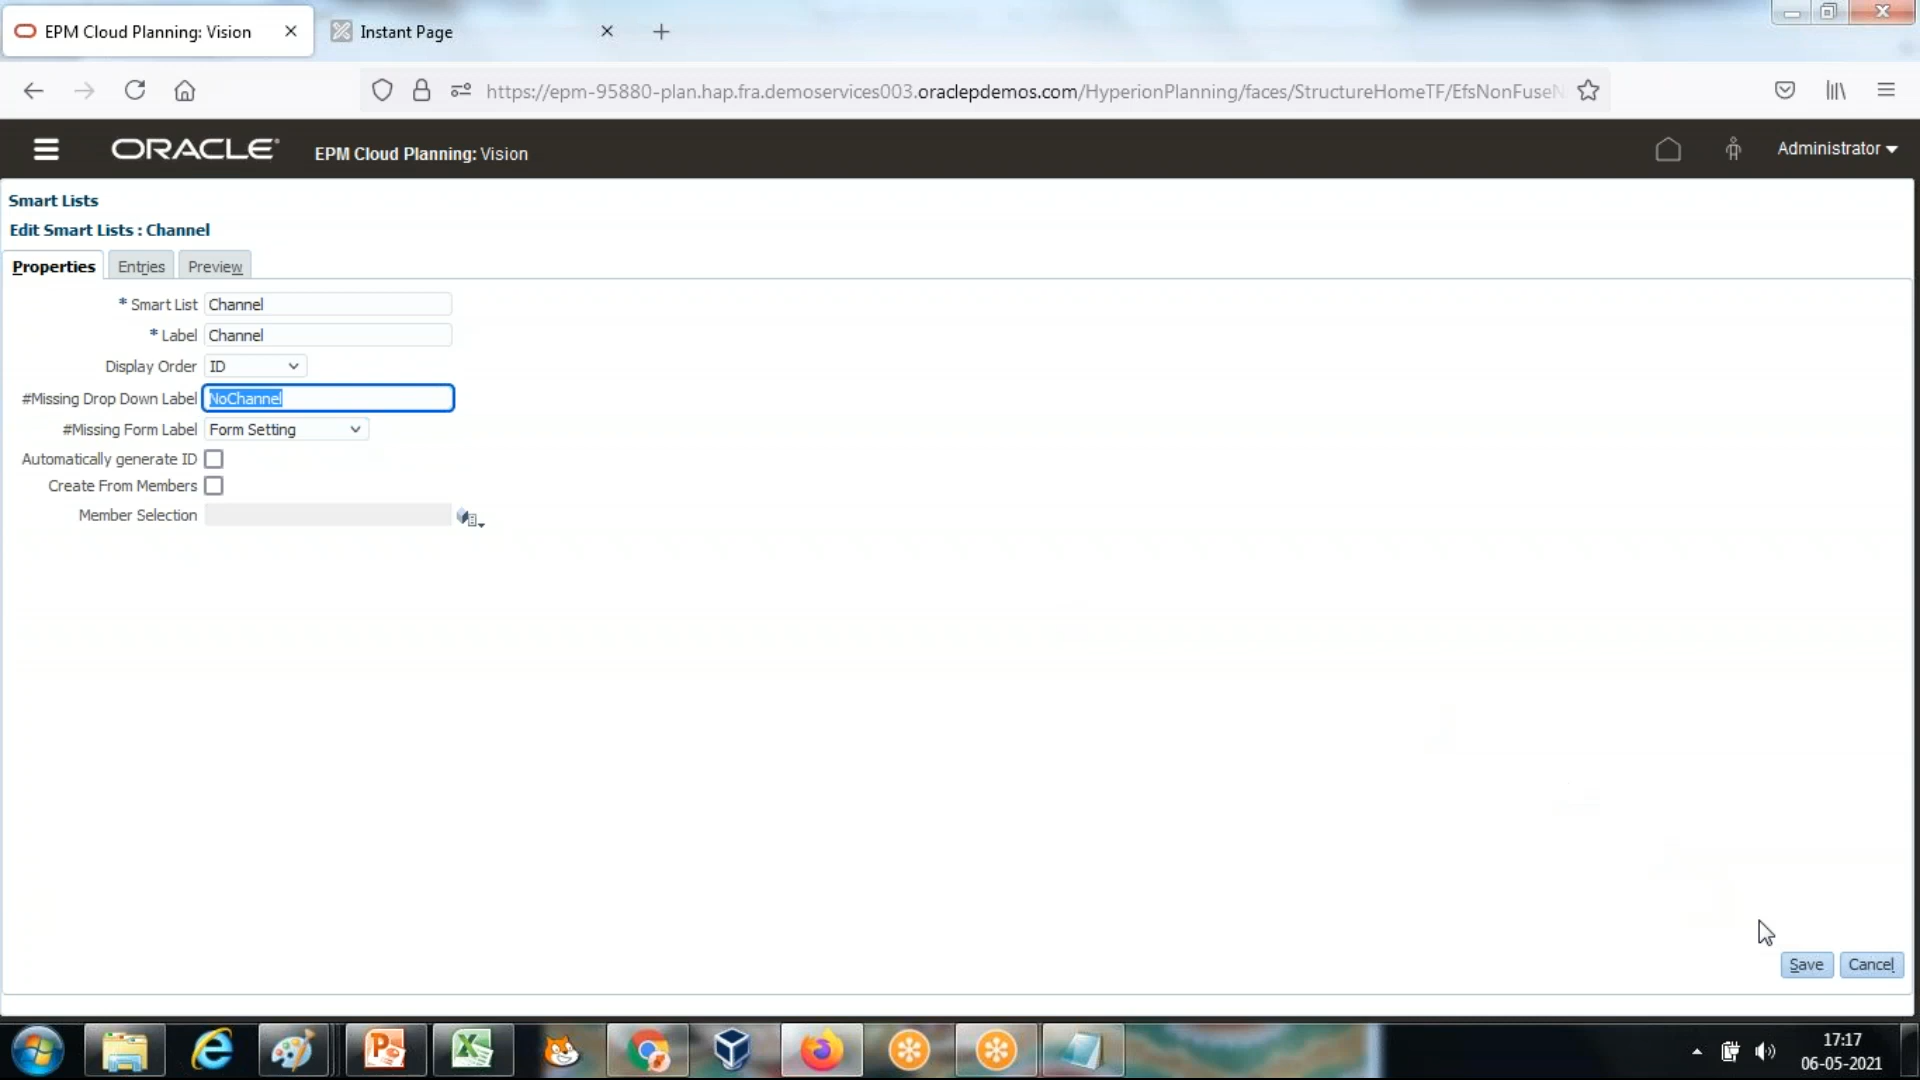 EPM Cloud Planning: Vision
Instant Page
https://epm-95880-plan.hap.fra.demoservices003.oraclepdemos.com/HyperionPlanning/faces/StructureHomeTF/EfsNonFuseN
ORACLE EPM Cloud Planning: Vision
Administrator
Smart Lists
Edit Smart Lists : Channel
Properties Entries Preview
* Smart List Channel
* Label Channel
Display Order ID
#Missing Drop Down Label NoChannel
#Missing Form Label Form Setting
Automatically generate ID
Create From Members
Member Selection
Save Cancel
17:17
06-05-2021